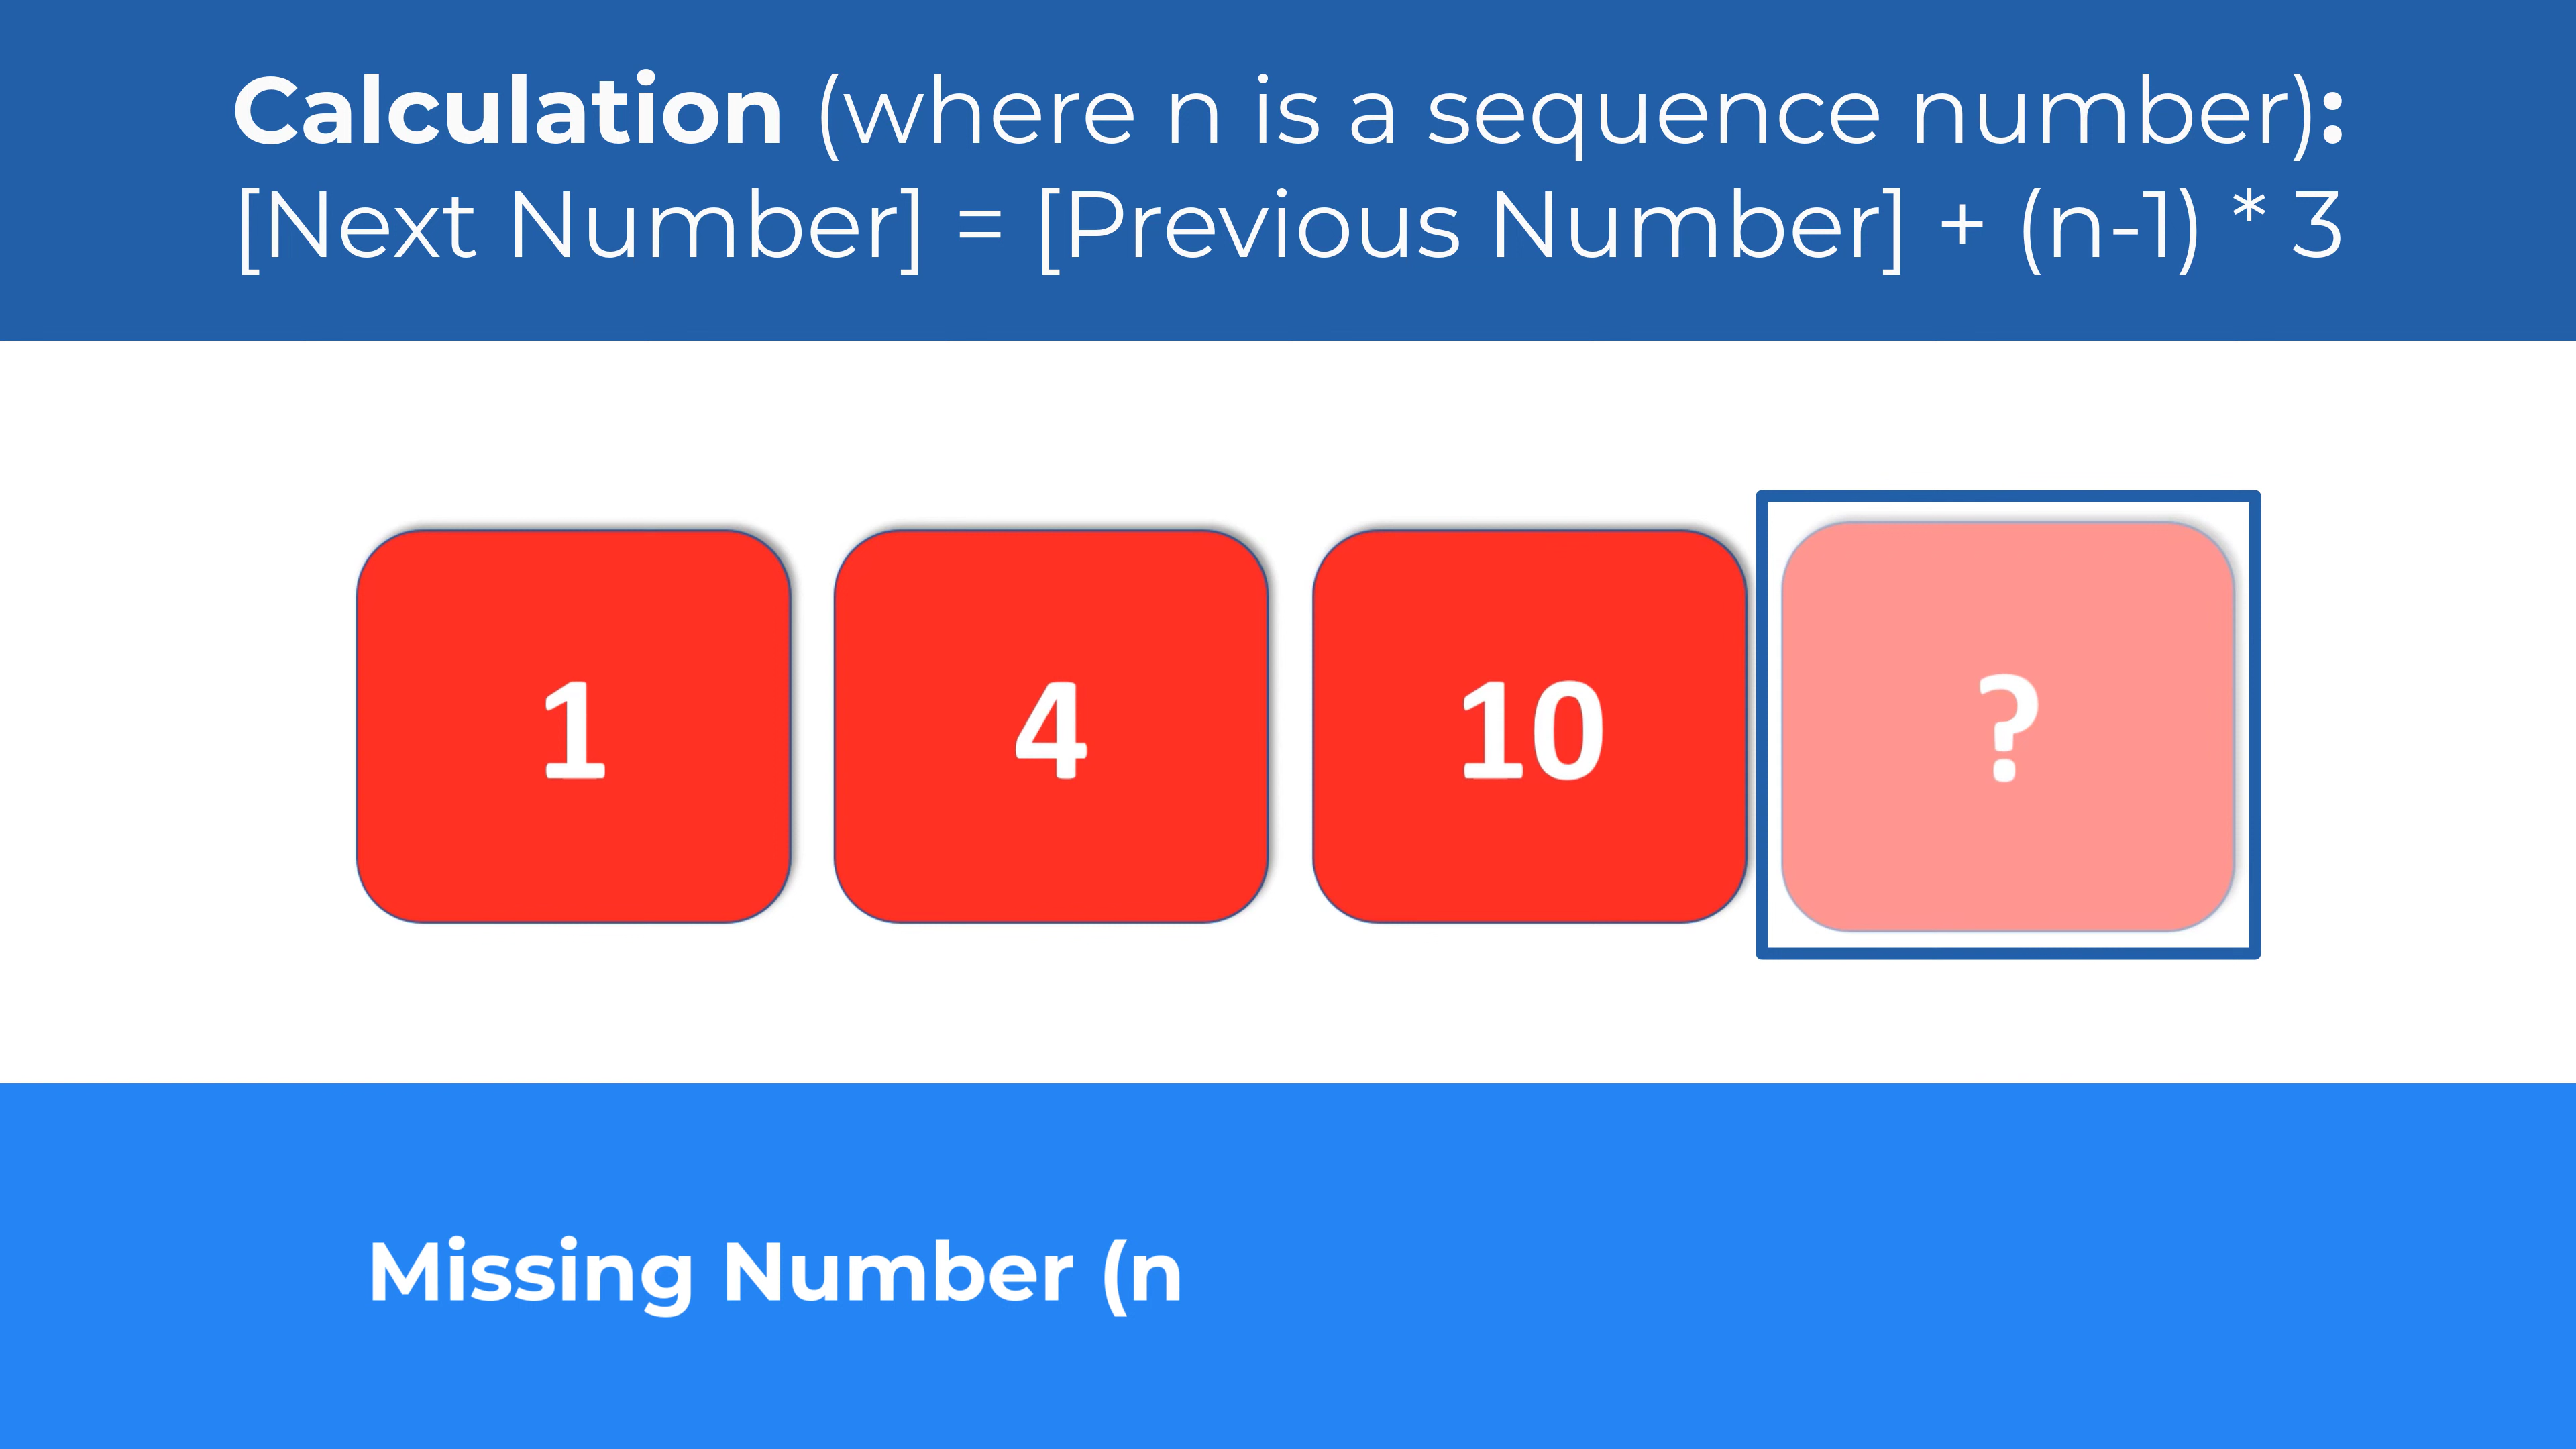 Calculation (where n is a sequence number):
[Next Number] = [Previous Number] + (n-1) * 3
1
4
10
?
Missing Number (n